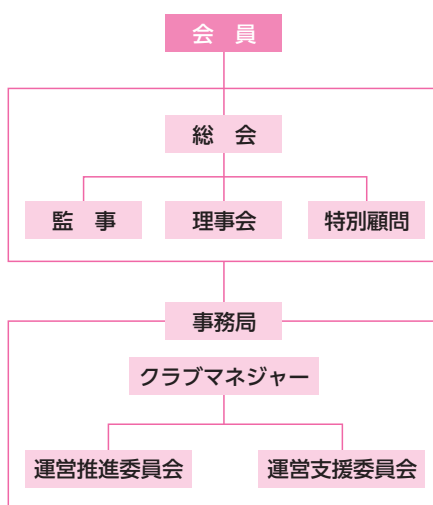 会　員
総　会
監　事
理事会
特別顧問
事務局
クラブマネジャー
運営推進委員会
運営支援委員会